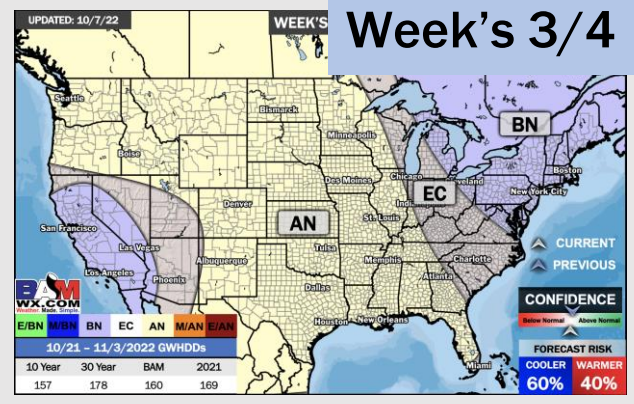 UPDATED: 10/7/22
WEEK'S
Week's 3/4
Seattle
Bismarck
Minneapolis
BN
Boise
Boston
Des Moines
Chicago
EC
eveland
New York City
Denver
AN
India
St. Louis
San Francisco
CURRENT
Las Vegas
Tulsa
Charlotte
Albuquerque
Memphis
PREVIOUS
Los Angeles
Phoenix
Atlanta
Dallas
BAM
WX.COM
Weather. Made. Simple.
CONFIDENCE
Below Normal
Above Normal
E/BN M/BN BN EC AN M/AN E/AN
Houston
New Orleans
10/21 – 11/3/2022 GWHDDs
FORECAST RISK
10 Year 30 Year BAM 2021
COOLER WARMER
Miami
157 178 160 169
60% 40%